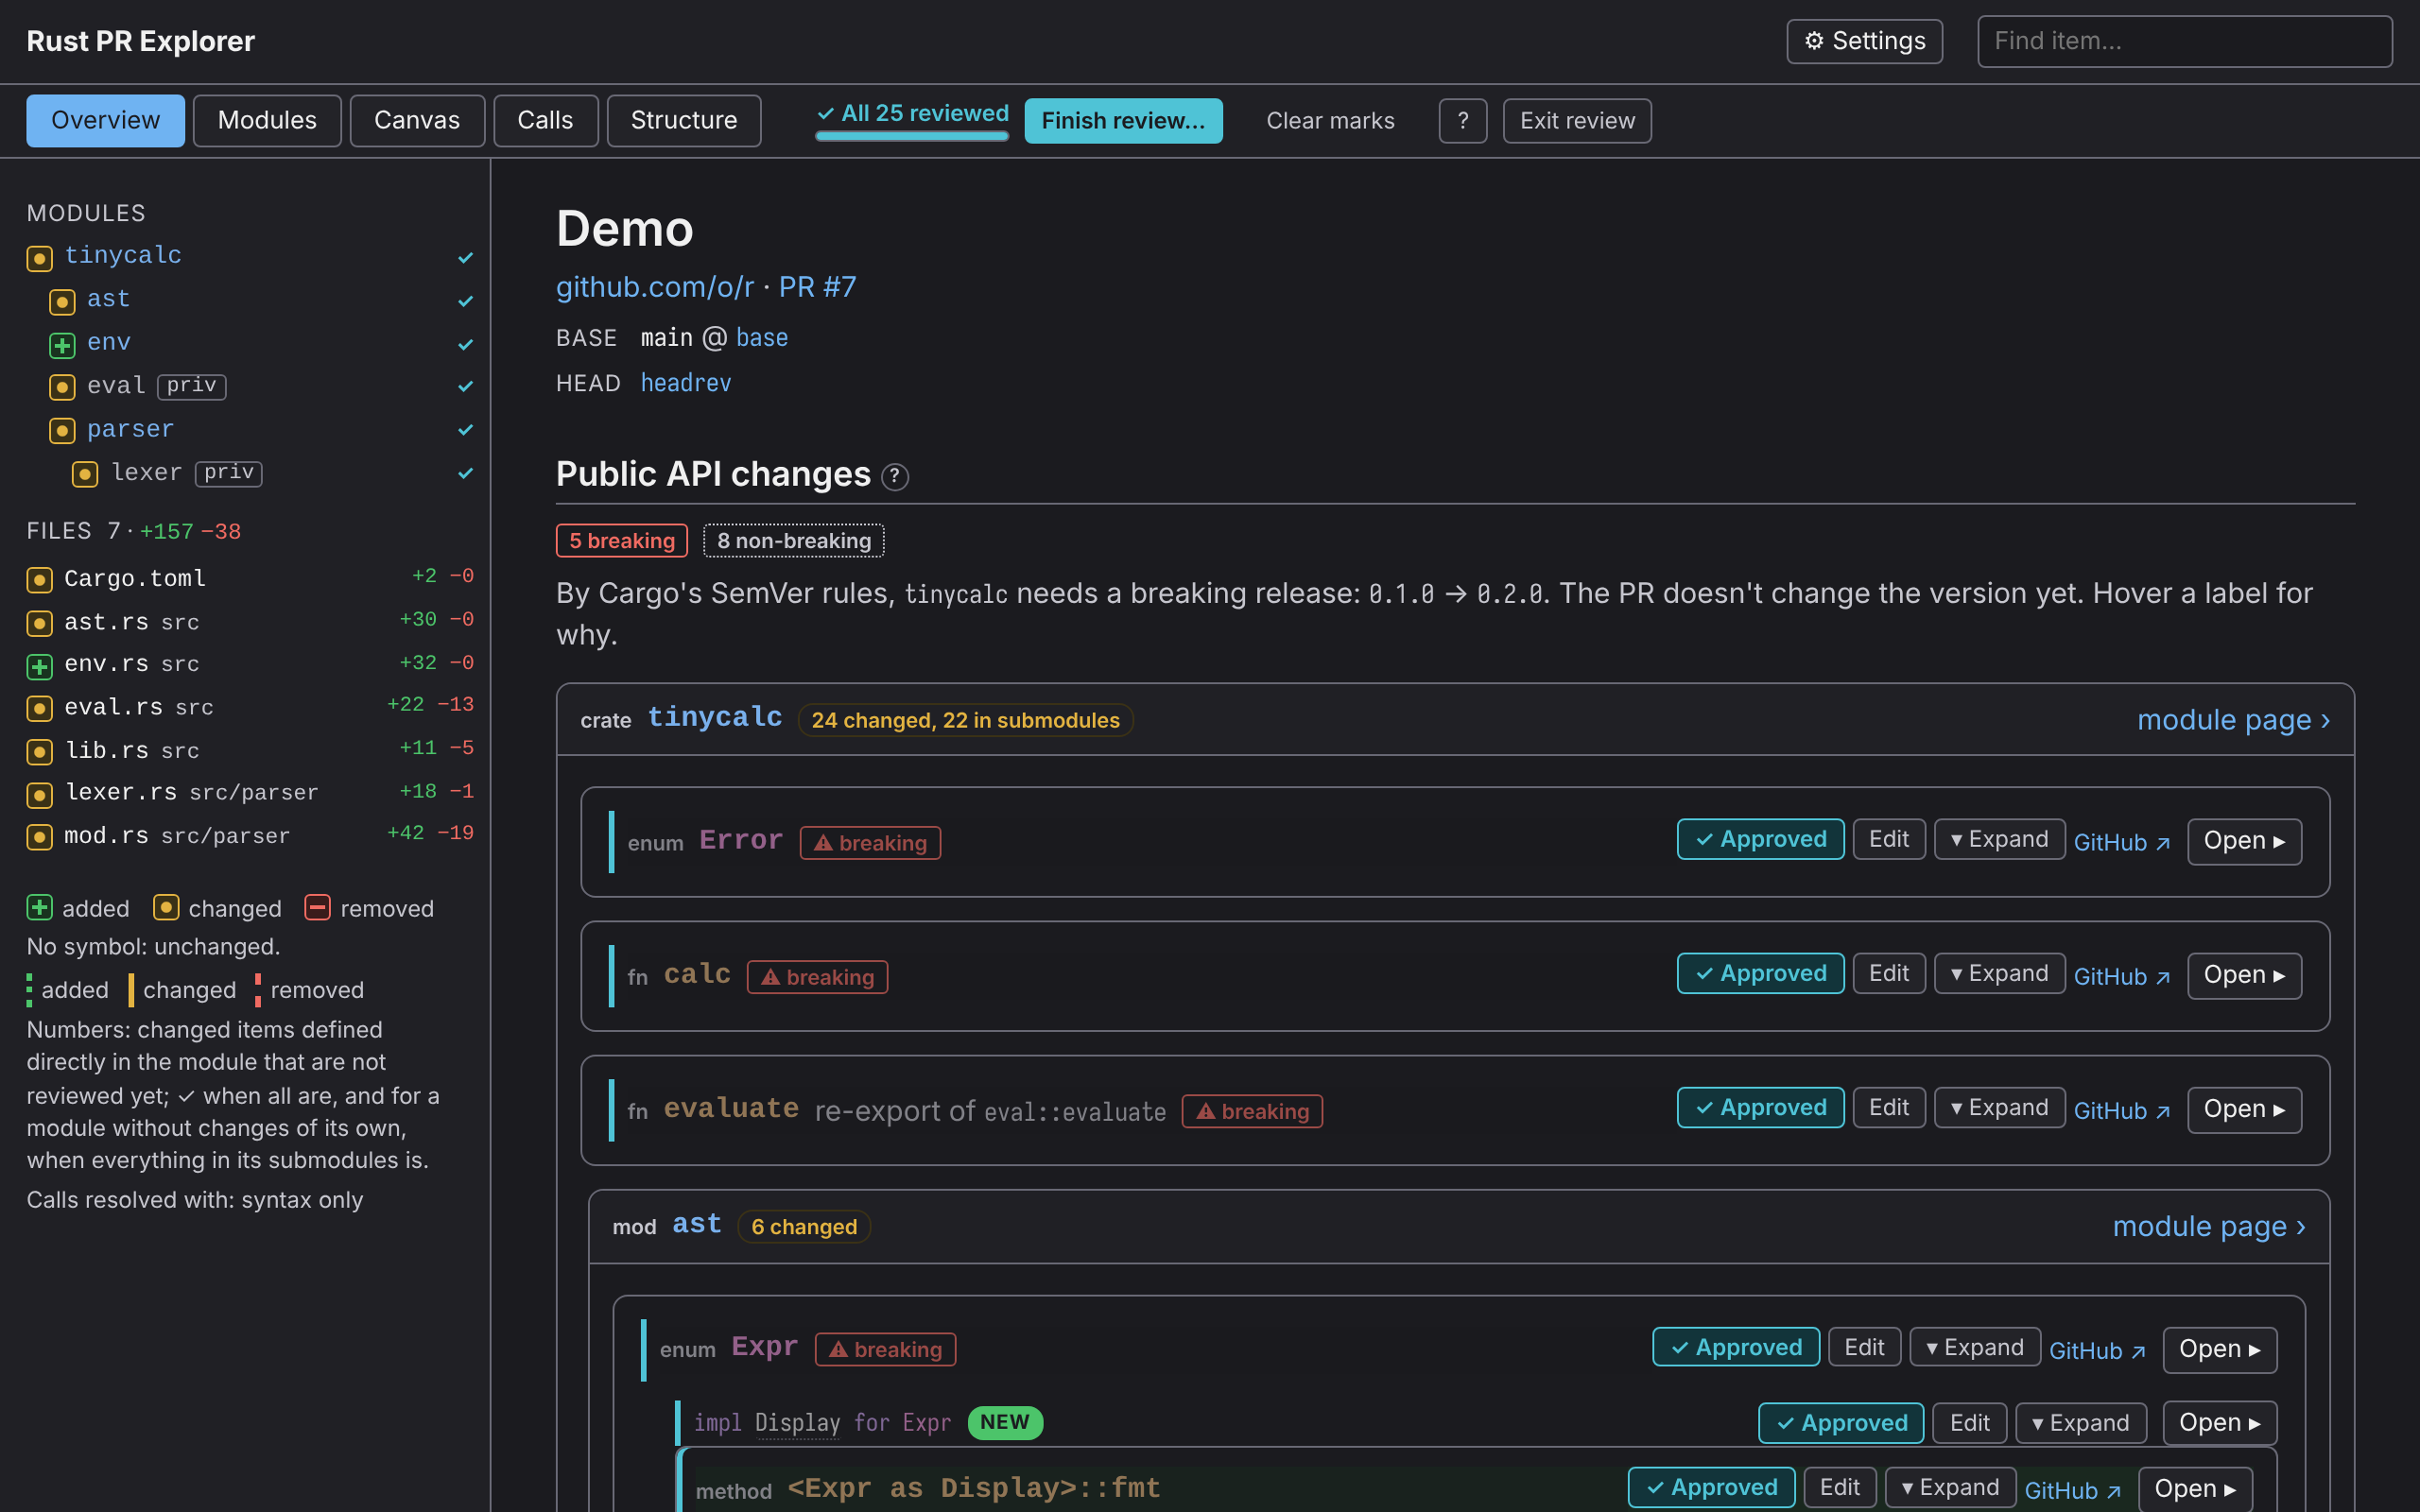 Rust PR Explorer
⚙ Settings
Find item...
Overview Modules Canvas Calls Structure
✓ All 25 reviewed
Finish review...
Clear marks
?
Exit review
MODULES
tinycalc ✓
ast ✓
env ✓
eval priv ✓
parser ✓
lexer priv ✓
FILES 7 · +157 −38
Cargo.toml +2 −0
ast.rs src +30 −0
env.rs src +32 −0
eval.rs src +22 −13
lib.rs src +11 −5
lexer.rs src/parser +18 −1
mod.rs src/parser +42 −19
added changed removed
No symbol: unchanged.
added changed removed
Numbers: changed items defined
directly in the module that are not
reviewed yet; ✓ when all are, and for a
module without changes of its own,
when everything in its submodules is.
Calls resolved with: syntax only
Demo
github.com/o/r · PR #7
BASE main @ base
HEAD headrev
Public API changes ?
5 breaking 8 non-breaking
By Cargo's SemVer rules, tinycalc needs a breaking release: 0.1.0 → 0.2.0. The PR doesn't change the version yet. Hover a label for
why.
crate tinycalc 24 changed, 22 in submodules module page ›
enum Error ⚠ breaking ✓ Approved Edit ▾ Expand GitHub ↗ Open ▸
fn calc ⚠ breaking ✓ Approved Edit ▾ Expand GitHub ↗ Open ▸
fn evaluate re-export of eval::evaluate ⚠ breaking ✓ Approved Edit ▾ Expand GitHub ↗ Open ▸
mod ast 6 changed module page ›
enum Expr ⚠ breaking ✓ Approved Edit ▾ Expand GitHub ↗ Open ▸
impl Display for Expr NEW ✓ Approved Edit ▾ Expand Open ▸
method <Expr as Display>::fmt ✓ Approved Edit ▾ Expand GitHub ↗ Open ▸